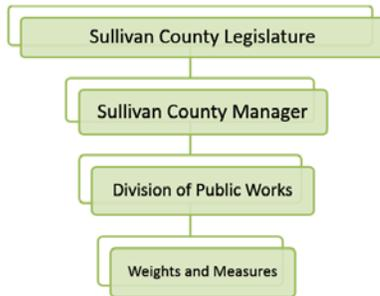 Sullivan County Legislature
Sullivan County Manager
Division of Public Works
Weights and Measures